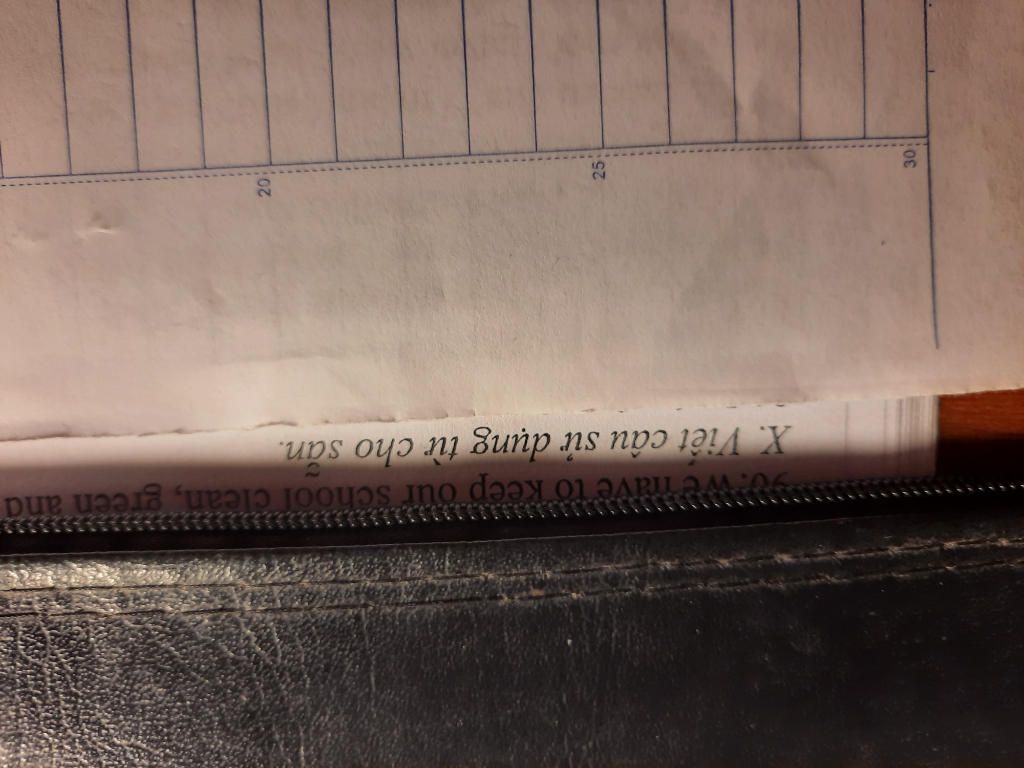 90. we have to keep our school clean, green and
X. Viết câu sử dụng từ cho sẵn.
20
25
30